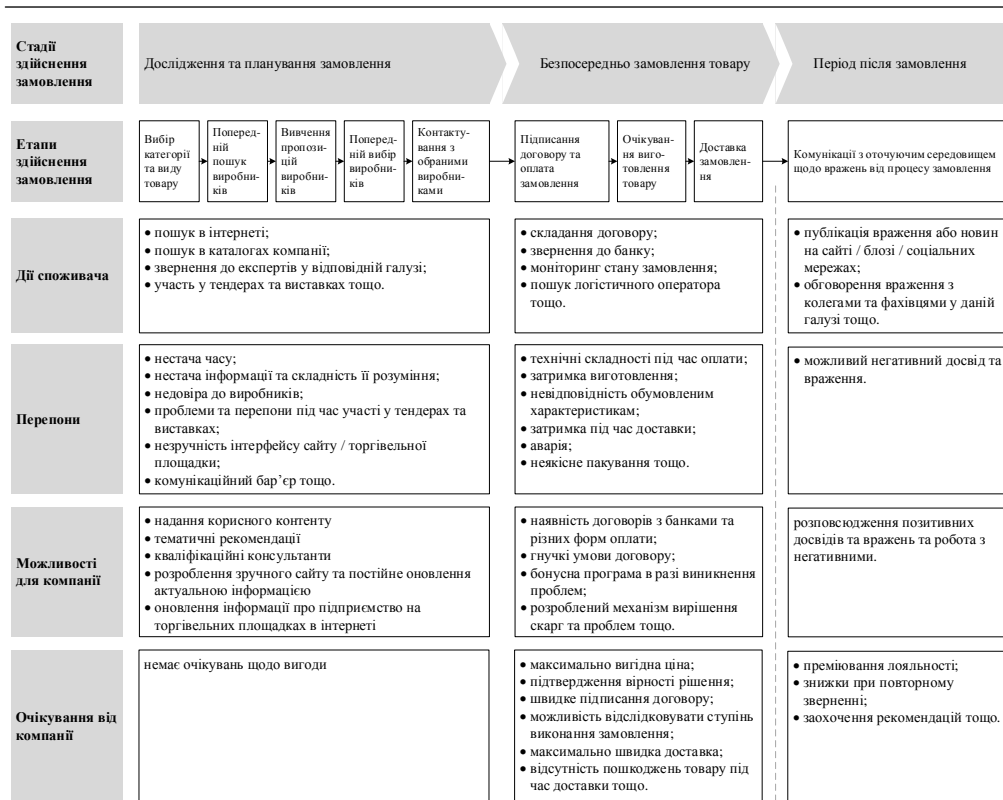 Стадії
здійснення
замовлення
Дослідження та планування замовлення
Безпосередньо замовлення товару
Період після замовлення
Етапи
здійснення
замовлення
Вибір
категорії
та виду
товару
Поперед-
ній
пошук
виробни-
ків
Вивчення
пропози-
цій
виробни-
ків
Поперед-
ній вибір
виробни-
ків
Контакту-
вання з
обраними
виробни-
ками
Підписання
договору та
оплата
замовлення
Очікуван-
ня виго-
товлення
товару
Доставка
замовлен-
ня
Комунікації з оточуючим середовищем
щодо вражень від процесу замовлення
Дії споживача
• пошук в інтернеті;
• пошук в каталогах компанії;
• звернення до експертів у відповідній галузі;
• участь у тендерах та виставках тощо.
• складання договору;
• звернення до банку;
• моніторинг стану замовлення;
• пошук логістичного оператора
тощо.
• публікація враження або новин
на сайті / блозі / соціальних
мережах;
• обговорення враження з
колегами та фахівцями у даній
галузі тощо.
Перепони
• нестача часу;
• нестача інформації та складність її розуміння;
• недовіра до виробників;
• проблеми та перепони під час участі у тендерах та
виставках;
• незручність інтерфейсу сайту / торгівельної
площадки;
• комунікаційний бар’єр тощо.
• технічні складності під час оплати;
• затримка виготовлення;
• невідповідність обумовленим
характеристикам;
• затримка під час доставки;
• аварія;
• неякісне пакування тощо.
• можливий негативний досвід та
враження.
Можливості
для компанії
• надання корисного контенту
• тематичні рекомендації
• кваліфікаційні консультанти
• розроблення зручного сайту та постійне оновлення
актуальною інформацією
• оновлення інформації про підприємство на
торгівельних площадках в інтернеті
• наявність договорів з банками та
різних форм оплати;
• гнучкі умови договору;
• бонусна програма в разі виникнення
проблем;
• розроблений механізм вирішення
скарг та проблем тощо.
розповсюдження позитивних
досвідів та вражень та робота з
негативними.
Очікування від
компанії
немає очікувань щодо вигоди
• максимально вигідна ціна;
• підтвердження вірності рішення;
• швидке підписання договору;
• можливість відслідковувати ступінь
виконання замовлення;
• максимально швидка доставка;
• відсутність пошкоджень товару під
час доставки тощо.
• преміювання лояльності;
• знижки при повторному
зверненні;
• заохочення рекомендацій тощо.